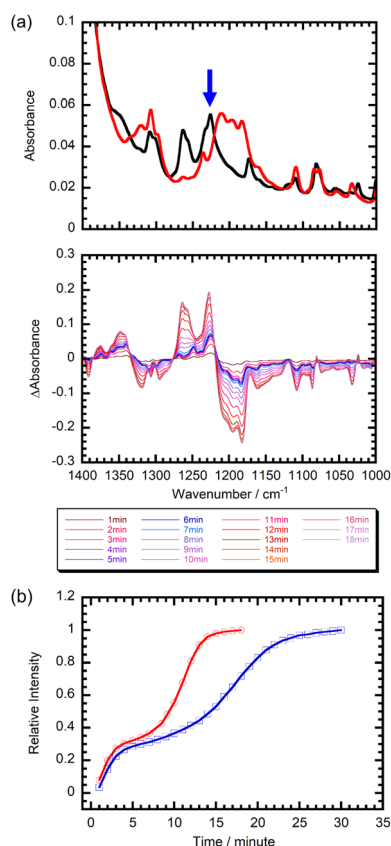 (a)
0.1
0.08
0.06
0.04
0.02
0
Absorbance
0.3
0.2
0.1
0
-0.1
-0.2
-0.3
ΔAbsorbance
1400 1350 1300 1250 1200 1150 1100 1050 1000
Wavenumber / cm-1
1min 6min 11min 16min
2min 7min 12min 17min
3min 8min 13min 18min
4min 9min 14min
5min 10min 15min
(b)
1.2
1
0.8
0.6
0.4
0.2
0
Relative Intensity
0 5 10 15 20 25 30 35
Time / minute